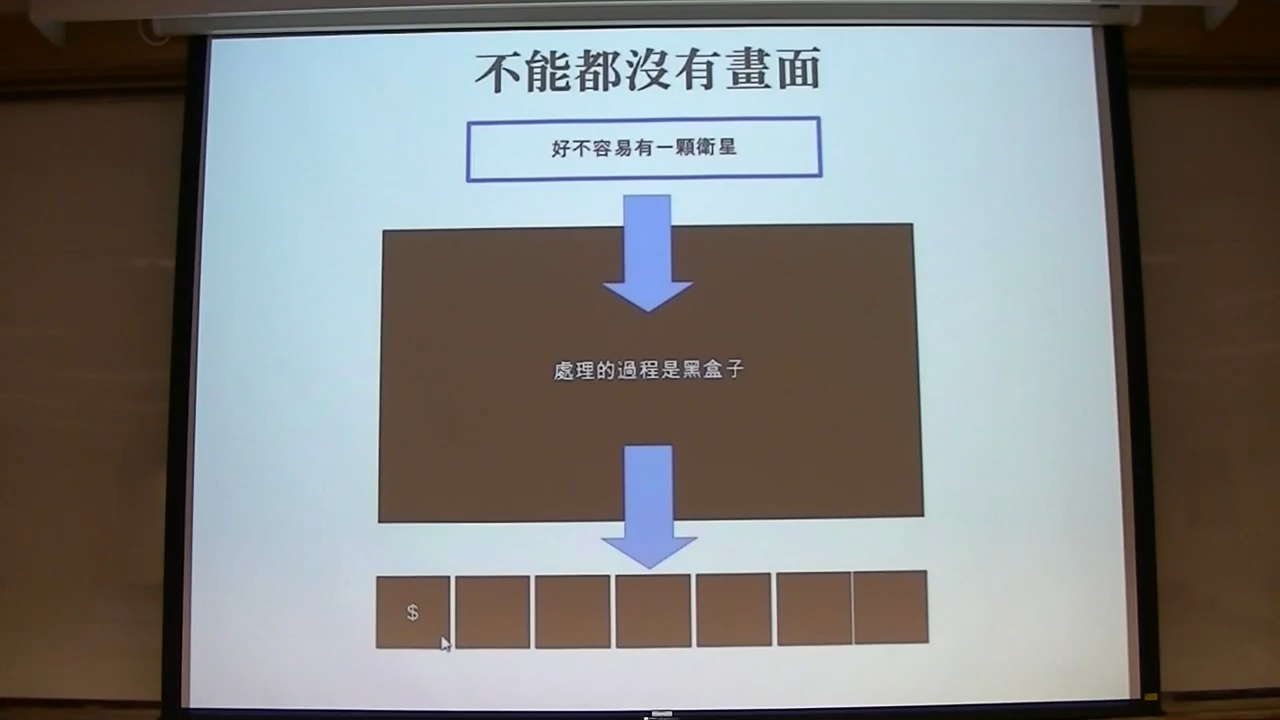 不能都沒有畫面
好不容易有一顆衛星
處理的過程是黑盒子
$